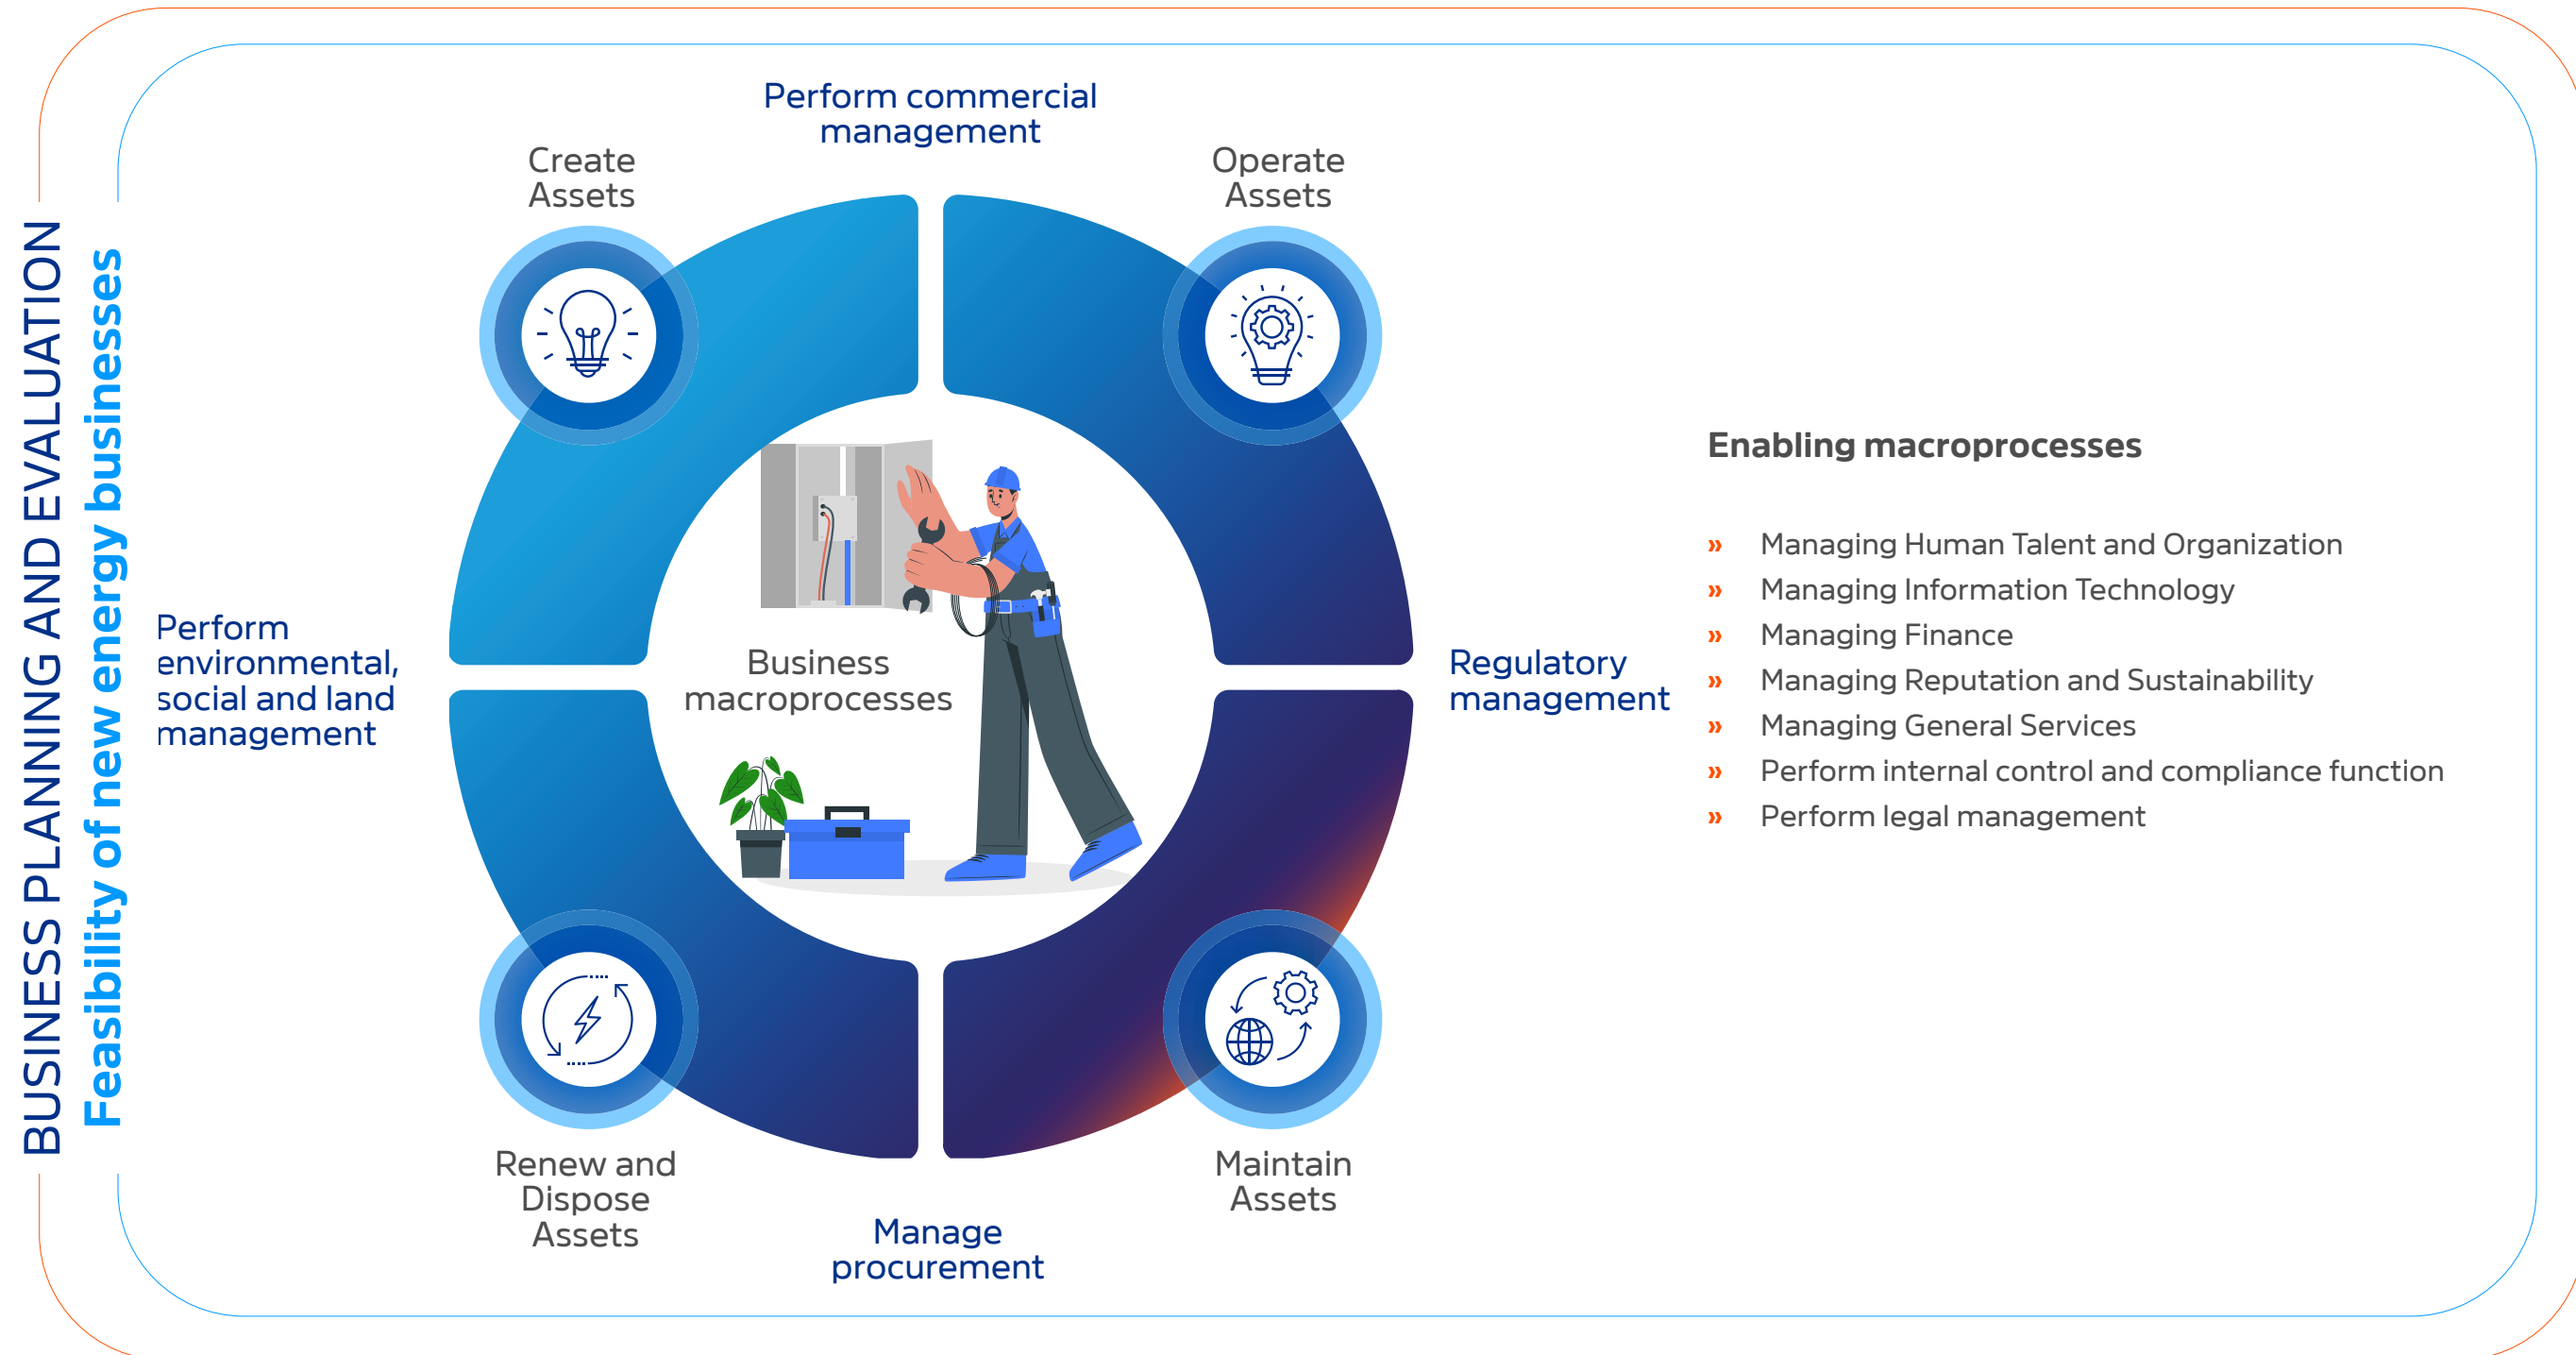 BUSINESS PLANNING AND EVALUATION
Feasibility of new energy businesses
Perform commercial
management
Create
Assets
Operate
Assets
Perform
environmental,
social and land
management
Business
macroprocesses
Regulatory
management
Renew and
Dispose
Assets
Maintain
Assets
Manage
procurement
Enabling macroprocesses
» Managing Human Talent and Organization
» Managing Information Technology
» Managing Finance
» Managing Reputation and Sustainability
» Managing General Services
» Perform internal control and compliance function
» Perform legal management